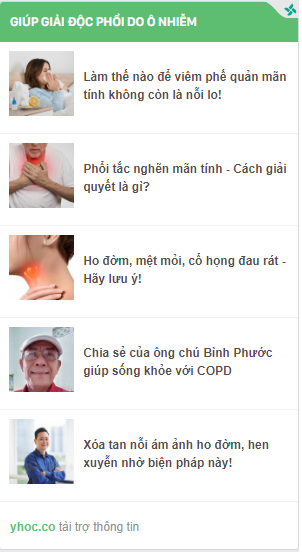 GIÚP GIẢI ĐỘC PHỔI DO Ô NHIỄM
Làm thế nào để viêm phế quản mãn
tính không còn là nỗi lo!
Phổi tắc nghẽn mãn tính - Cách giải
quyết là gì?
Ho đờm, mệt mỏi, cổ họng đau rát -
Hãy lưu ý!
Chia sẻ của ông chú Bình Phước
giúp sống khỏe với COPD
Xóa tan nỗi ám ảnh ho đờm, hen
xuyễn nhờ biện pháp này!
yhoc.co tài trợ thông tin